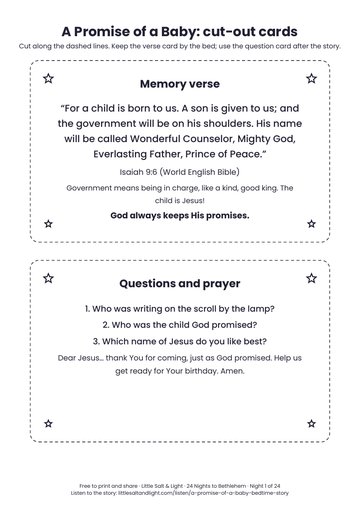 A Promise of a Baby: cut-out cards
Cut along the dashed lines. Keep the verse card by the bed; use the question card after the story.
Memory verse
“For a child is born to us. A son is given to us; and
the government will be on his shoulders. His name
will be called Wonderful Counselor, Mighty God,
Everlasting Father, Prince of Peace.”
Isaiah 9:6 (World English Bible)
Government means being in charge, like a kind, good king. The
child is Jesus!
God always keeps His promises.
Questions and prayer
1. Who was writing on the scroll by the lamp?
2. Who was the child God promised?
3. Which name of Jesus do you like best?
Dear Jesus… thank You for coming, just as God promised. Help us
get ready for Your birthday. Amen.
Free to print and share · Little Salt & Light · 24 Nights to Bethlehem · Night 1 of 24
Listen to the story: littlesaltandlight.com/listen/a-promise-of-a-baby-bedtime-story